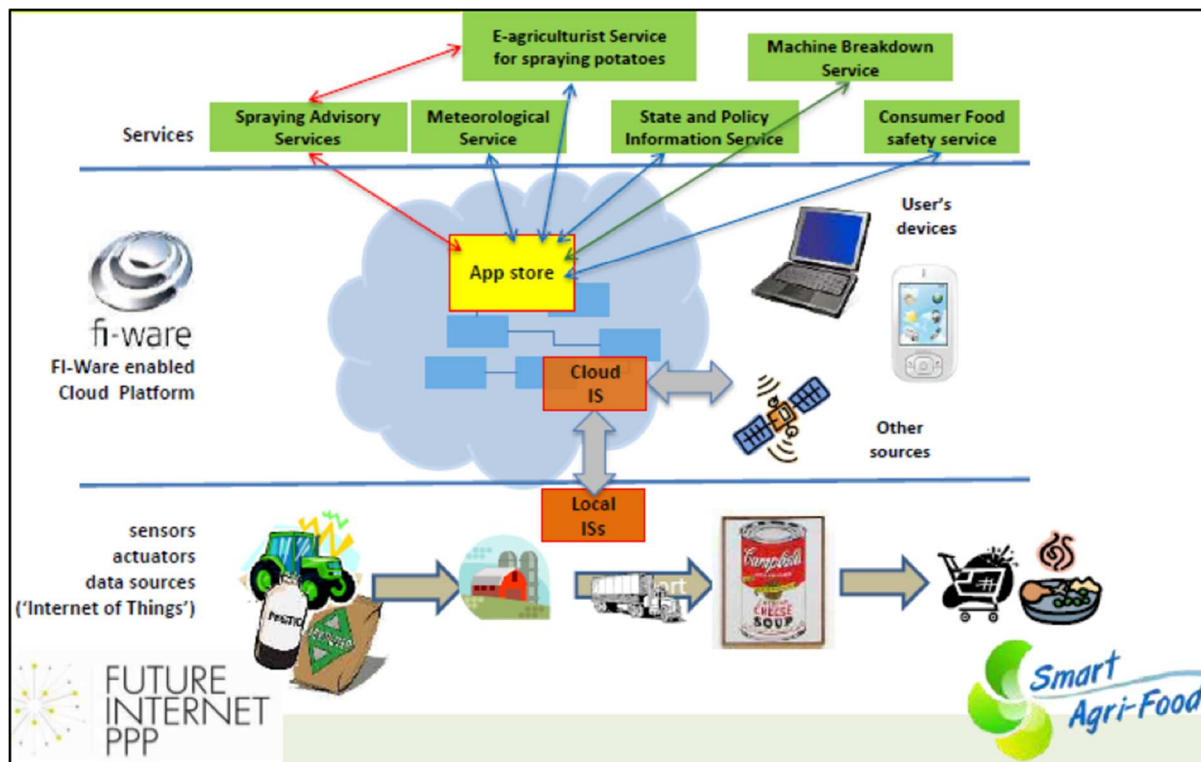 E-agriculturist Service
for spraying potatoes
Machine Breakdown
Service
Services
Spraying Advisory
Services
Meteorological
Service
State and Policy
Information Service
Consumer Food
safety service
User's
devices
App store
fi-ware
FI-Ware enabled
Cloud Platform
Cloud
IS
Other
sources
Local
ISs
sensors
actuators
data sources
('Internet of Things')
Campbell's
CHEESE
SOUP
FUTURE
INTERNET
PPP
Smart
Agri-Food